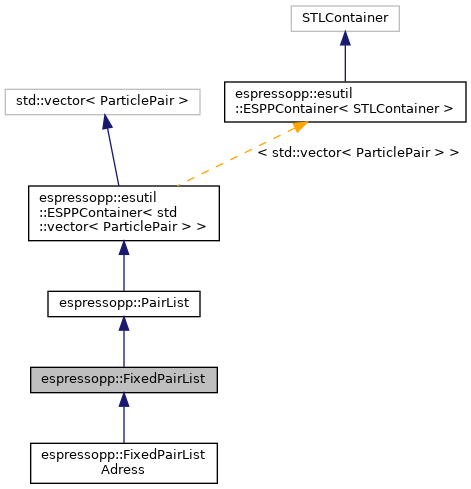 STLContainer
std::vector< ParticlePair >
espressopp::esutil
::ESPPContainer< STLContainer >
< std::vector< ParticlePair > >
espressopp::esutil
::ESPPContainer< std
::vector< ParticlePair > >
espressopp::PairList
espressopp::FixedPairList
espressopp::FixedPairList
Adress